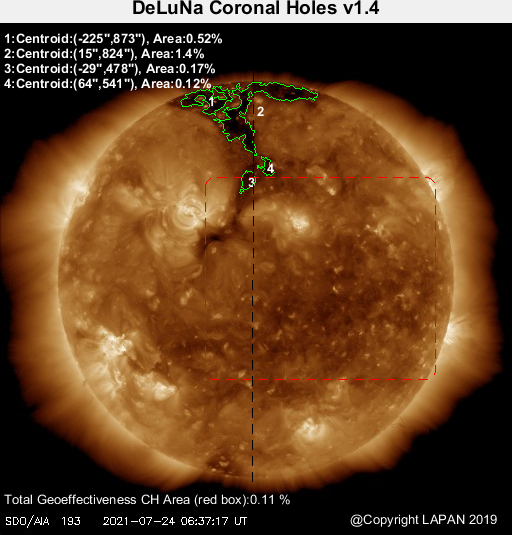 DeLuNa Coronal Holes v1.4
1:Centroid:(-225",873"), Area:0.52%
2:Centroid:(15",824"), Area:1.4%
3:Centroid:(-29",478"), Area:0.17%
4:Centroid:(64",541"), Area:0.12%
1
2
4
3
Total Geoeffectiveness CH Area (red box):0.11 %
SDO/AIA 193 2021-07-24 06:37:17 UT
@Copyright LAPAN 2019